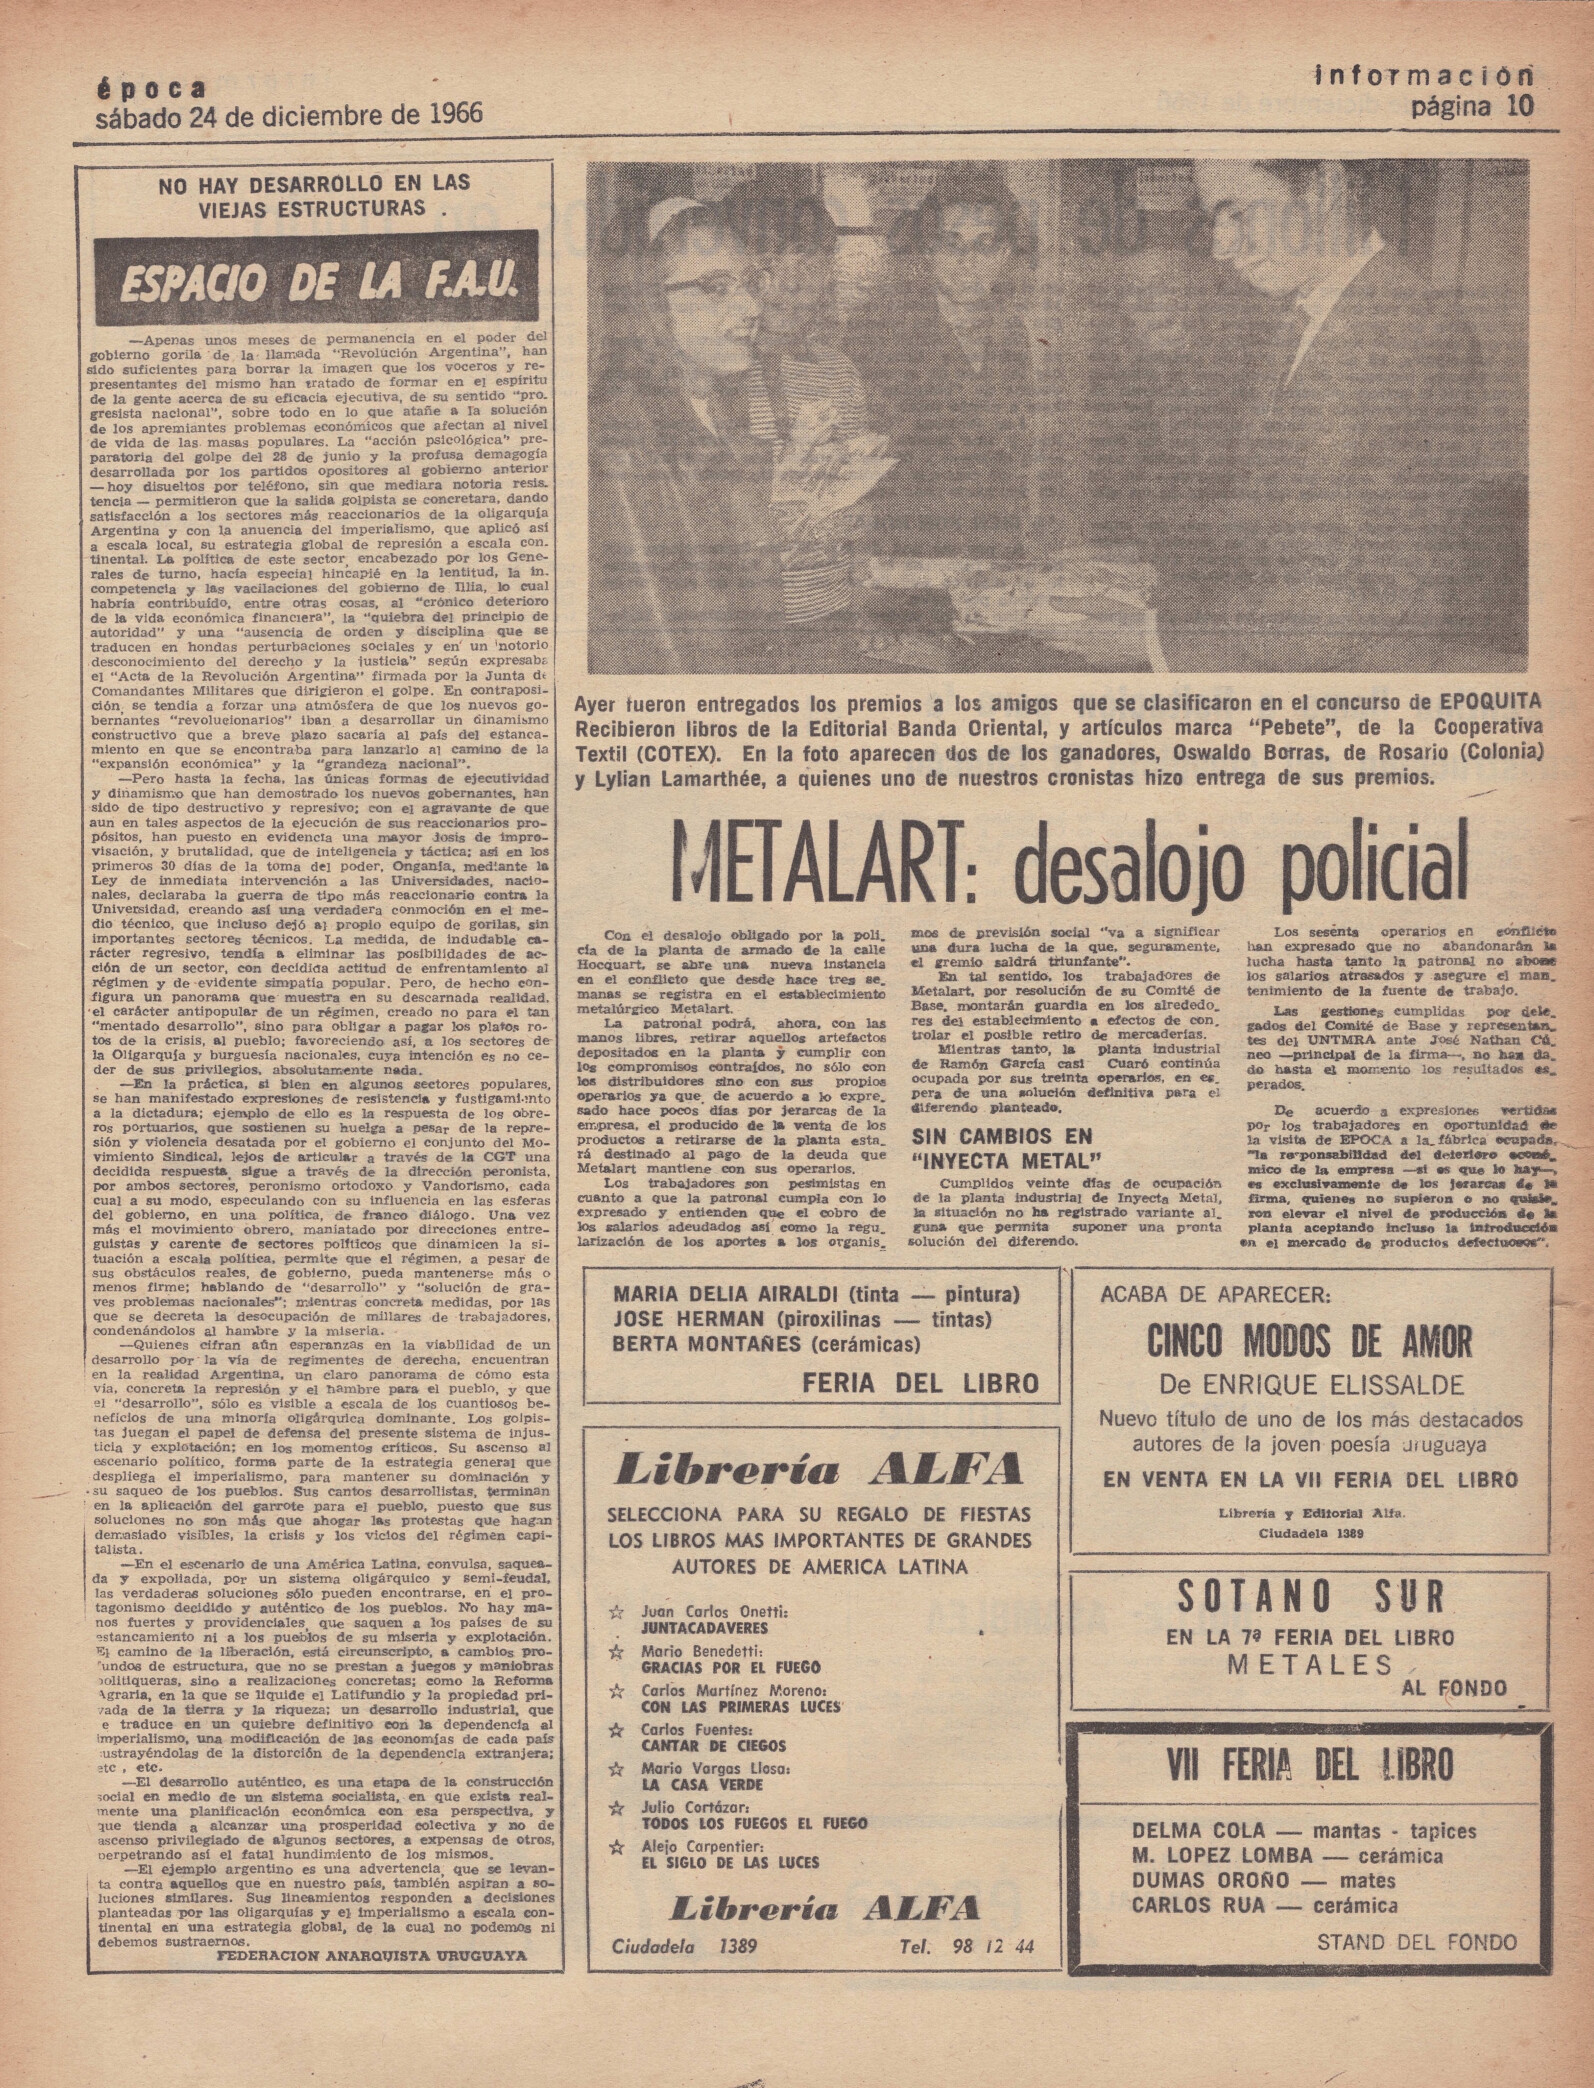 época
sábado 24 de diciembre de 1966
información
página 10
NO HAY DESARROLLO EN LAS
VIEJAS ESTRUCTURAS .
ESPACIO DE LA F.A.U.
—Apenas unos meses de permanencia en el poder del
gobierno gorila de la llamada "Revolución Argentina", han
sido suficientes para borrar la imagen que los voceros y re-
presentantes del mismo han tratado de formar en el espíritu
de la gente acerca de su eficacia ejecutiva, de su sentido "pro-
gresista nacional", sobre todo en lo que atañe a la solución
de los apremiantes problemas económicos que afectan al nivel
de vida de las masas populares. La "acción psicológica" pre-
paratoria del golpe del 28 de junio y la profusa demagogia
desarrollada por los partidos opositores al gobierno anterior
—hoy disueltos por teléfono, sin que mediara notoria resis-
tencia — permitieron que la salida golpista se concretara, dando
satisfacción a los sectores más reaccionarios de la oligarquía
Argentina y con la anuencia del imperialismo, que aplicó así
a escala local, su estrategia global de represión a escala con-
tinental. La política de este sector, encabezado por los Gene-
rales de turno, hacía especial hincapié en la lentitud, la in-
competencia y las vacilaciones del gobierno de Illia, lo cual
habría contribuído, entre otras cosas, al "crónico deterioro
de la vida económica financiera", la "quiebra del principio de
autoridad" y una "ausencia de orden y disciplina que se
traducen en hondas perturbaciones sociales y en un 'notorio
desconocimiento del derecho y la justicia" según expresaba
el "Acta de la Revolución Argentina" firmada por la Junta de
Comandantes Militares que dirigieron el golpe. En contraposi-
ción, se tendía a forzar una atmósfera de que los nuevos go-
bernantes "revolucionarios" iban a desarrollar un dinamismo
constructivo que a breve plazo sacaría al país del estanca-
miento en que se encontraba para lanzarlo al camino de la
"expansión económica" y la "grandeza nacional".
—Pero hasta la fecha, las únicas formas de ejecutividad
y dinamismo que han demostrado los nuevos gobernantes, han
sido de tipo destructivo y represivo; con el agravante de que
aun en tales aspectos de la ejecución de sus reaccionarios pro-
pósitos, han puesto en evidencia una mayor dosis de impro-
visación, y brutalidad, que de inteligencia y táctica; así en los
primeros 30 días de la toma del poder, Onganía, mediante la
Ley de inmediata intervención a las Universidades, nacio-
nales, declaraba la guerra de tipo más reaccionario contra la
Universidad, creando así una verdadera conmoción en el me-
dio técnico, que incluso dejó al propio equipo de gorilas, sin
importantes sectores técnicos. La medida, de indudable ca-
rácter regresivo, tendía a eliminar las posibilidades de ac-
ción de un sector, con decidida actitud de enfrentamiento al
régimen y de evidente simpatía popular. Pero, de hecho con-
figura un panorama que muestra en su descarnada realidad,
el carácter antipopular de un régimen, creado no para el tan
"mentado desarrollo", sino para obligar a pagar los platos ro-
tos de la crisis, al pueblo; favoreciendo así, a los sectores de
la Oligarquía y burguesía nacionales, cuya intención es no ce-
der de sus privilegios, absolutamente nada.
—En la práctica, si bien en algunos sectores populares,
se han manifestado expresiones de resistencia y fustigamiento
a la dictadura; ejemplo de ello es la respuesta de los obre-
ros portuarios, que sostienen su huelga a pesar de la repre-
sión y violencia desatada por el gobierno el conjunto del Mo-
vimiento Sindical, lejos de articular a través de la CGT una
decidida respuesta, sigue a través de la dirección peronista,
por ambos sectores, peronismo ortodoxo y Vandorismo, cada
cual a su modo, especulando con su influencia en las esferas
del gobierno, en una política, de franco diálogo. Una vez
más el movimiento obrero, maniatado por direcciones entre-
guistas y carente de sectores políticos que dinamicen la si-
tuación a escala política, permite que el régimen, a pesar de
sus obstáculos reales, de gobierno, pueda mantenerse más o
menos firme; hablando de "desarrollo" y "solución de gra-
ves problemas nacionales"; mientras concreta medidas, por las
que se decreta la desocupación de millares de trabajadores,
condenándolos al hambre y la miseria.
—Quienes cifran aún esperanzas en la viabilidad de un
desarrollo por la vía de regimentes de derecha, encuentran
en la realidad Argentina, un claro panorama de cómo esta
vía, concreta la represión y el hambre para el pueblo, y que
el "desarrollo", sólo es visible a escala de los cuantiosos be-
neficios de una minoría oligárquica dominante. Los golpis-
tas juegan el papel de defensa del presente sistema de injus-
ticia y explotación; en los momentos críticos. Su ascenso al
escenario político, forma parte de la estrategia general que
despliega el imperialismo, para mantener su dominación y
su saqueo de los pueblos. Sus cantos desarrollistas, terminan
en la aplicación del garrote para el pueblo, puesto que sus
soluciones no son más que ahogar las protestas que hagan
demasiado visibles, la crisis y los vicios del régimen capi-
talista.
—En el escenario de una América Latina, convulsa, saquea-
da y expoliada, por un sistema oligárquico y semi-feudal,
las verdaderas soluciones sólo pueden encontrarse, en el pro-
tagonismo decidido y auténtico de los pueblos. No hay ma-
nos fuertes y providenciales, que saquen a los países de su
estancamiento ni a los pueblos de su miseria y explotación.
El camino de la liberación, está circunscripto, a cambios pro-
fundos de estructura, que no se prestan a juegos y maniobras
politiqueras, sino a realizaciones concretas; como la Reforma
Agraria, en la que se liquide el Latifundio y la propiedad pri-
vada de la tierra y la riqueza; un desarrollo industrial, que
e traduce en un quiebre definitivo con la dependencia al
imperialismo, una modificación de las economías de cada país
ustrayéndolas de la distorción de la dependencia extranjera;
etc , etc.
—El desarrollo auténtico, es una etapa de la construcción
social en medio de un sistema socialista, en que exista real-
mente una planificación económica con esa perspectiva, y
que tienda a alcanzar una prosperidad colectiva y no de
ascenso privilegiado de algunos sectores, a expensas de otros,
perpetrando así el fatal hundimiento de los mismos.
—El ejemplo argentino es una advertencia, que se levan-
ta contra aquellos que en nuestro país, también aspiran a so-
luciones similares. Sus lineamientos responden a decisiones
planteadas por las oligarquías y el imperialismo a escala con-
tinental en una estrategia global, de la cual no podemos ni
debemos sustraernos.
FEDERACION ANARQUISTA URUGUAYA
Ayer fueron entregados los premios a los amigos que se clasificaron en el concurso de EPOQUITA
Recibieron libros de la Editorial Banda Oriental, y artículos marca "Pebete", de la Cooperativa
Textil (COTEX). En la foto aparecen dos de los ganadores, Oswaldo Borras, de Rosario (Colonia)
y Lylian Lamarthée, a quienes uno de nuestros cronistas hizo entrega de sus premios.
METALART: desalojo policial
Con el desalojo obligado por la poli-
cía de la planta de armado de la calle
Hocquart, se abre una nueva instancia
en el conflicto que desde hace tres se-
manas se registra en el establecimiento
metalúrgico Metalart.
La patronal podrá, ahora, con las
manos libres, retirar aquellos artefactos
depositados en la planta y cumplir con
los compromisos contraídos, no sólo con
los distribuidores sino con sus propios
operarios ya que, de acuerdo a lo expre-
sado hace pocos días por jerarcas de la
empresa, el producido de la venta de los
productos a retirarse de la planta esta-
rá destinado al pago de la deuda que
Metalart mantiene con sus operarios.
Los trabajadores son pesimistas en
cuanto a que la patronal cumpla con lo
expresado y entienden que el cobro de
los salarios adeudados así como la regu-
larización de los aportes a los organis-
mos de previsión social "va a significar
una dura lucha de la que, seguramente,
el gremio saldrá triunfante".
En tal sentido, los trabajadores de
Metalart, por resolución de su Comité de
Base, montarán guardia en los alrededo-
res del establecimiento a efectos de con-
trolar el posible retiro de mercaderías.
Mientras tanto, la planta industrial
de Ramón García casi Cuaró continúa
ocupada por sus treinta operarios, en es-
pera de una solución definitiva para el
diferendo planteado.
SIN CAMBIOS EN
"INYECTA METAL"
Cumplidos veinte días de ocupación
de la planta industrial de Inyecta Metal,
la situación no ha registrado variante al-
guna que permita suponer una pronta
solución del diferendo.
Los sesenta operarios en conflicto
han expresado que no abandonarán la
lucha hasta tanto la patronal no abone
los salarios atrasados y asegure el man-
tenimiento de la fuente de trabajo.
Las gestiones cumplidas por dele-
gados del Comité de Base y representan-
tes del UNTMRA ante José Nathan Cú-
neo —principal de la firma—, no han da-
do hasta el momento los resultados es-
perados.
De acuerdo a expresiones vertidas
por los trabajadores en oportunidad de
la visita de EPOCA a la fábrica ocupada,
"la responsabilidad del deterioro econó-
mico de la empresa —si es que lo hay—,
es exclusivamente de los jerarcas de la
firma, quienes no supieron o no quisie-
ron elevar el nivel de producción de la
planta aceptando incluso la introducción
en el mercado de productos defectuosos".
MARIA DELIA AIRALDI (tinta — pintura)
JOSE HERMAN (piroxilinas — tintas)
BERTA MONTAÑES (cerámicas)
FERIA DEL LIBRO
Librería ALFA
SELECCIONA PARA SU REGALO DE FIESTAS
LOS LIBROS MAS IMPORTANTES DE GRANDES
AUTORES DE AMERICA LATINA
☆ Juan Carlos Onetti:
JUNTACADAVERES
☆ Mario Benedetti:
GRACIAS POR EL FUEGO
☆ Carlos Martínez Moreno:
CON LAS PRIMERAS LUCES
☆ Carlos Fuentes:
CANTAR DE CIEGOS
☆ Mario Vargas Llosa:
LA CASA VERDE
☆ Julio Cortázar:
TODOS LOS FUEGOS EL FUEGO
☆ Alejo Carpentier:
EL SIGLO DE LAS LUCES
Librería ALFA
Ciudadela 1389 Tel. 98 12 44
ACABA DE APARECER:
CINCO MODOS DE AMOR
De ENRIQUE ELISSALDE
Nuevo título de uno de los más destacados
autores de la joven poesía uruguaya
EN VENTA EN LA VII FERIA DEL LIBRO
Librería y Editorial Alfa.
Ciudadela 1389
SOTANO SUR
EN LA 7ª FERIA DEL LIBRO
METALES
AL FONDO
VII FERIA DEL LIBRO
DELMA COLA — mantas - tapices
M. LOPEZ LOMBA — cerámica
DUMAS OROÑO — mates
CARLOS RUA — cerámica
STAND DEL FONDO